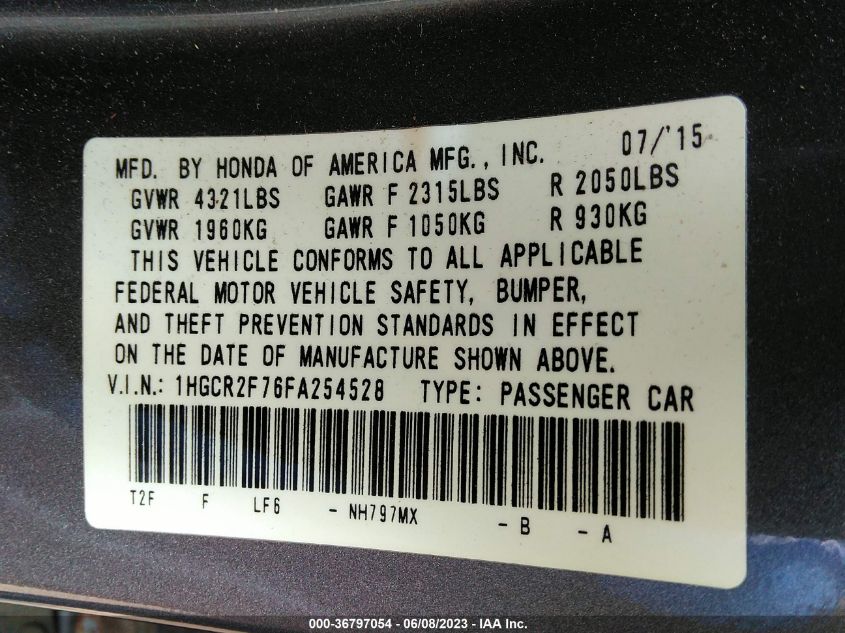 MFD. BY HONDA OF AMERICA MFG., INC. 07/'15
GVWR 4321LBS GAWR F 2315LBS R 2050LBS
GVWR 1960KG GAWR F 1050KG R 930KG
THIS VEHICLE CONFORMS TO ALL APPLICABLE
FEDERAL MOTOR VEHICLE SAFETY, BUMPER,
AND THEFT PREVENTION STANDARDS IN EFFECT
ON THE DATE OF MANUFACTURE SHOWN ABOVE.
V.I.N.: 1HGCR2F76FA254528 TYPE: PASSENGER CAR
T2F F LF6 - NH797MX - B - A
000-36797054 - 06/08/2023 - IAA Inc.